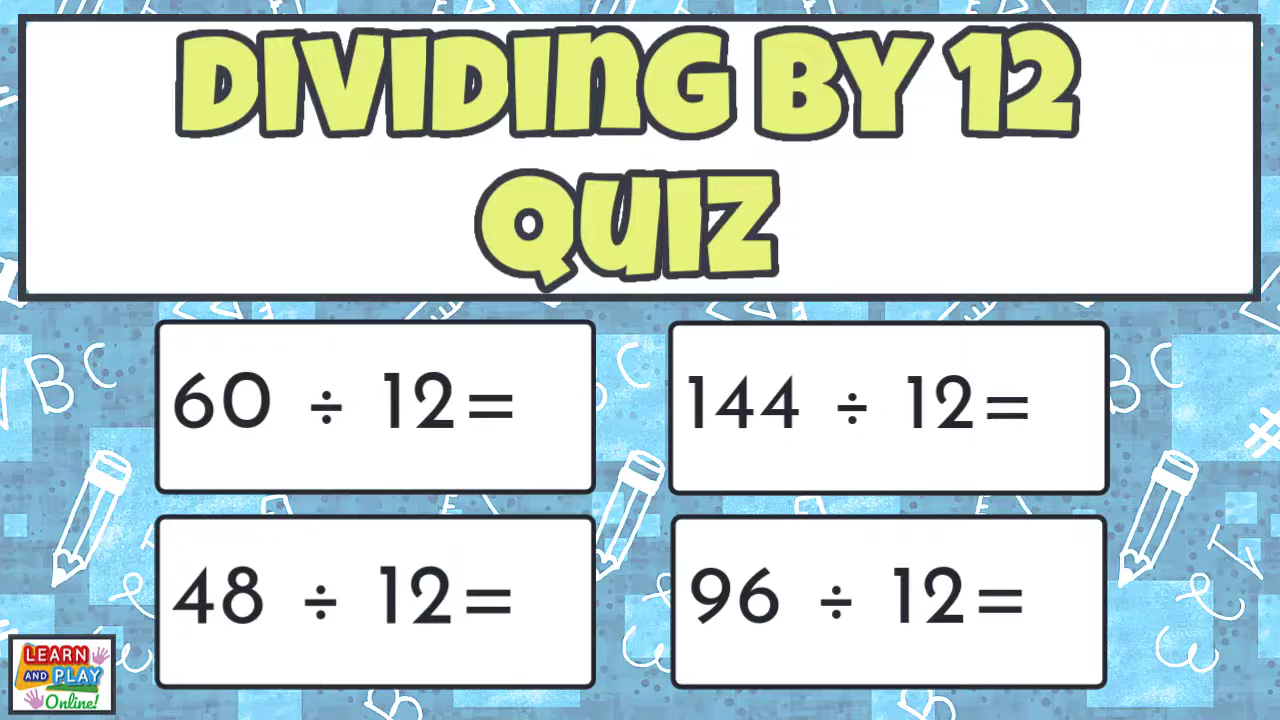 DIVIDING BY 12
QUIZ
60 ÷ 12=
144 ÷ 12=
48 ÷ 12=
96 ÷ 12=
LEARN
AND PLAY
Online!